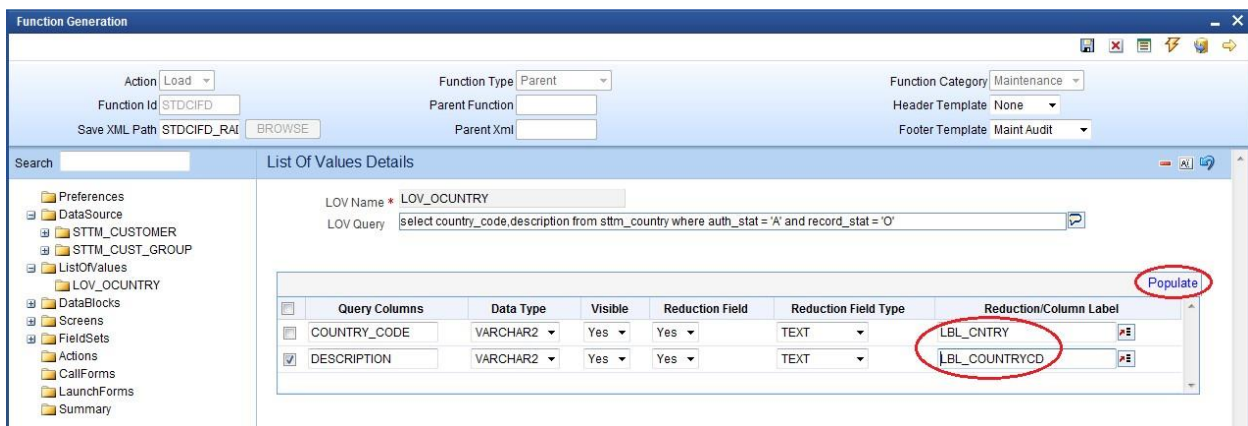 Function Generation
Action Load Function Type Parent Function Category Maintenance
Function Id STDCIFD Parent Function Header Template None
Save XML Path STDCIFD_RAD BROWSE Parent Xml Footer Template Maint Audit
Search List Of Values Details
Preferences
DataSource
STTM_CUSTOMER
STTM_CUST_GROUP
ListOfValues
LOV_OCUNTRY
DataBlocks
Screens
FieldSets
Actions
CallForms
LaunchForms
Summary
LOV Name * LOV_OCUNTRY
LOV Query select country_code,description from sttm_country where auth_stat = 'A' and record_stat = 'O'
Populate
Query Columns Data Type Visible Reduction Field Reduction Field Type Reduction/Column Label
COUNTRY_CODE VARCHAR2 Yes Yes TEXT LBL_CNTRY
DESCRIPTION VARCHAR2 Yes Yes TEXT LBL_COUNTRYCD